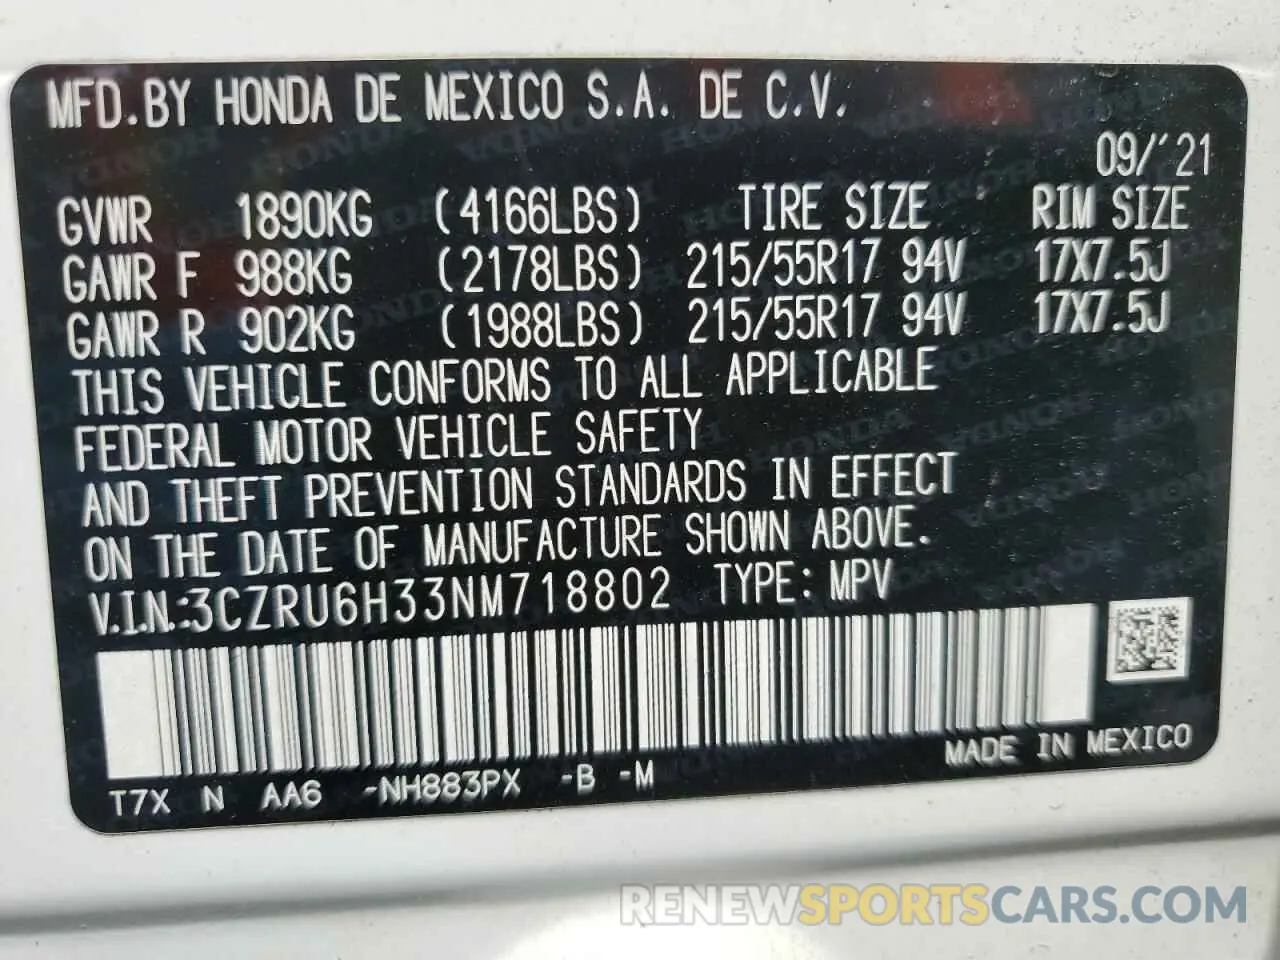 MFD.BY HONDA DE MEXICO S.A. DE C.V.
09/'21
GVWR 1890KG (4166LBS) TIRE SIZE RIM SIZE
GAWR F 988KG (2178LBS) 215/55R17 94V 17X7.5J
GAWR R 902KG (1988LBS) 215/55R17 94V 17X7.5J
THIS VEHICLE CONFORMS TO ALL APPLICABLE
FEDERAL MOTOR VEHICLE SAFETY
AND THEFT PREVENTION STANDARDS IN EFFECT
ON THE DATE OF MANUFACTURE SHOWN ABOVE.
V.I.N.:3CZRU6H33NM718802 TYPE: MPV
MADE IN MEXICO
T7X N AA6 -NH883PX -B -M
RENEWSPORTSCARS.COM